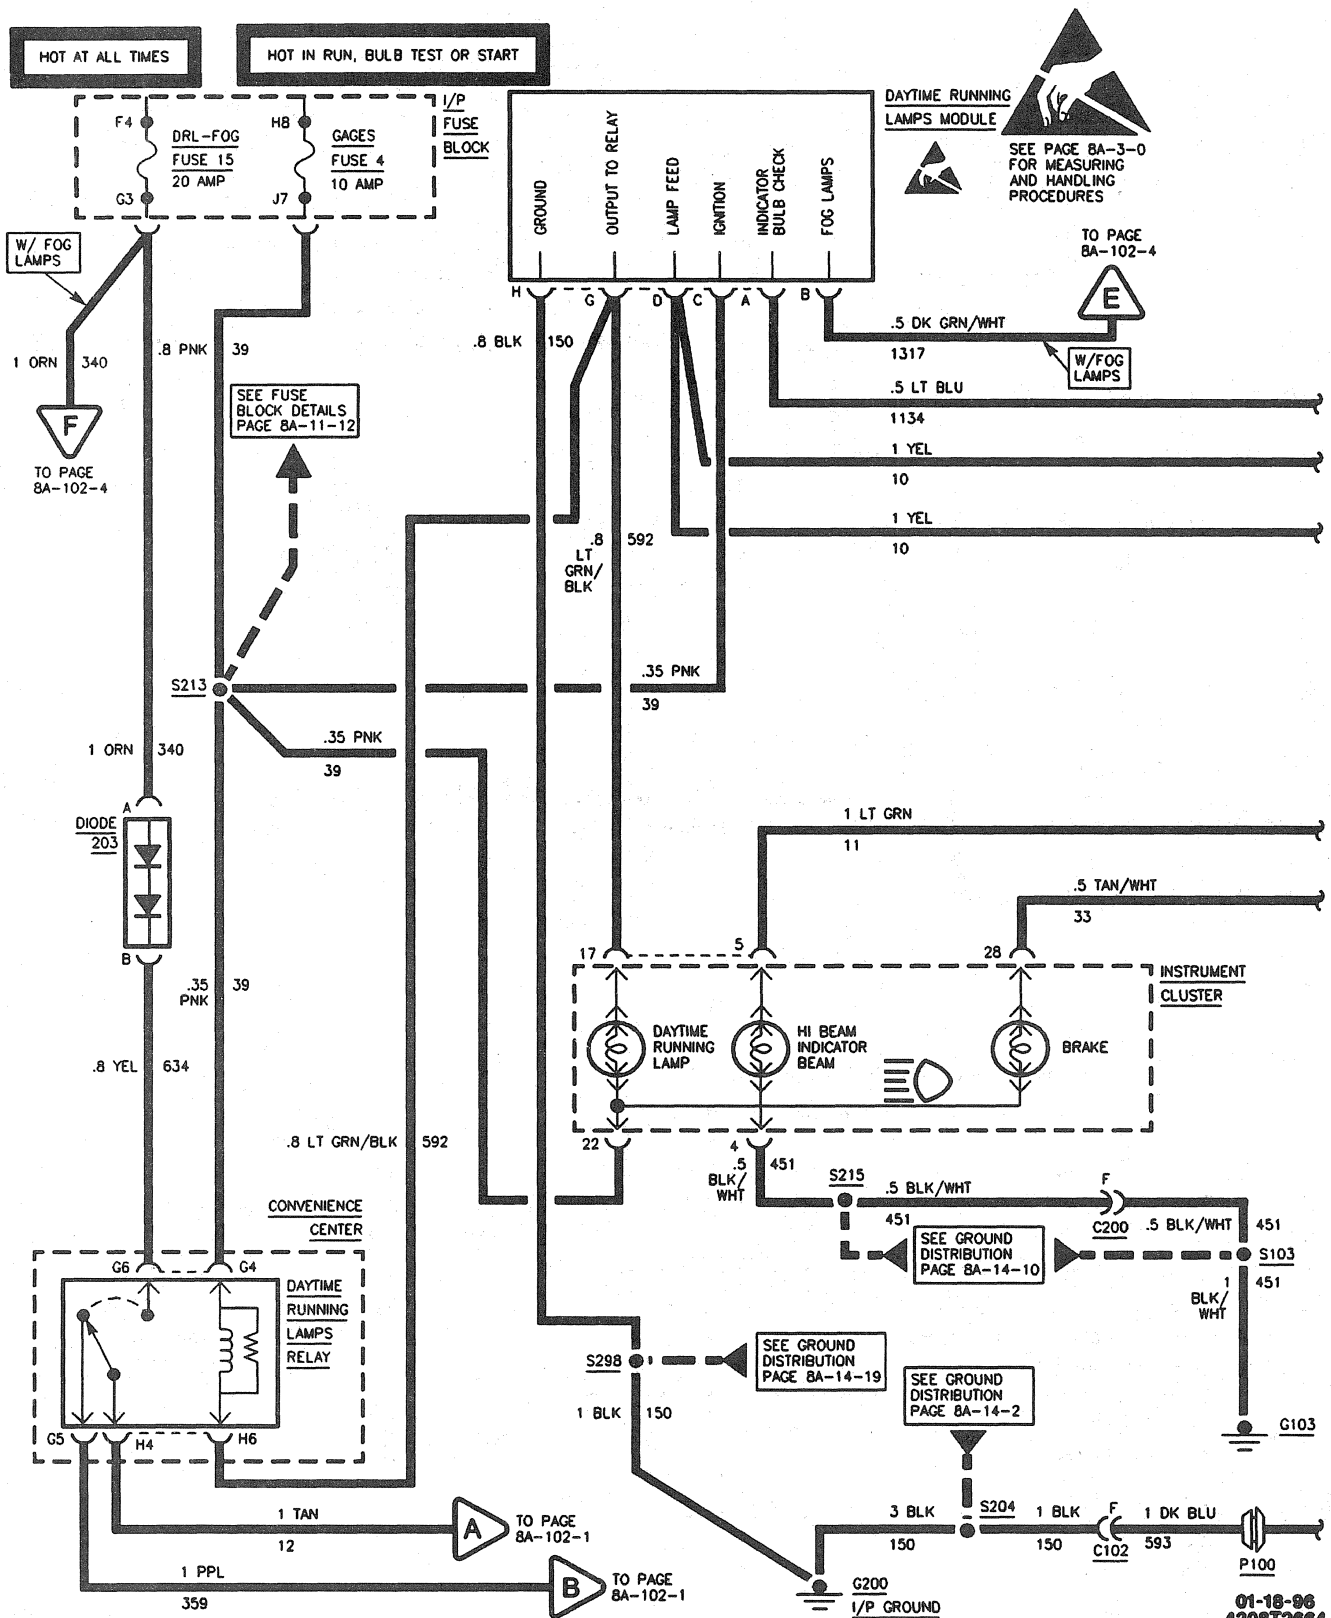 HOT AT ALL TIMES
HOT IN RUN, BULB TEST OR START
I/P
FUSE
BLOCK
F4
DRL-FOG
FUSE 15
20 AMP
G3
H8
GAGES
FUSE 4
10 AMP
J7
W/ FOG
LAMPS
1 ORN
340
F
TO PAGE
8A-102-4
.8 PNK
39
SEE FUSE
BLOCK DETAILS
PAGE 8A-11-12
GROUND
OUTPUT TO RELAY
LAMP FEED
IGNITION
INDICATOR
BULB CHECK
FOG LAMPS
DAYTIME RUNNING
LAMPS MODULE
SEE PAGE 8A-3-0
FOR MEASURING
AND HANDLING
PROCEDURES
TO PAGE
8A-102-4
E
H
G
D
C
A
B
.8 BLK
150
.5 DK GRN/WHT
1317
W/FOG
LAMPS
.5 LT BLU
1134
1 YEL
10
1 YEL
10
.8
LT
GRN/
BLK
592
S213
.35 PNK
39
.35 PNK
39
1 ORN
340
A
DIODE
203
B
1 LT GRN
11
.5 TAN/WHT
33
.35
PNK
39
17
5
28
INSTRUMENT
CLUSTER
DAYTIME
RUNNING
LAMP
HI BEAM
INDICATOR
BEAM
BRAKE
.8 YEL
634
.8 LT GRN/BLK
592
22
4
.5
BLK/
WHT
451
S215
.5 BLK/WHT
451
F
C200
.5 BLK/WHT
451
S103
SEE GROUND
DISTRIBUTION
PAGE 8A-14-10
1
BLK/
WHT
451
CONVENIENCE
CENTER
G6
G4
DAYTIME
RUNNING
LAMPS
RELAY
S298
SEE GROUND
DISTRIBUTION
PAGE 8A-14-19
SEE GROUND
DISTRIBUTION
PAGE 8A-14-2
1 BLK
150
G103
G5
H4
H6
1 TAN
12
A
TO PAGE
8A-102-1
1 PPL
359
B
TO PAGE
8A-102-1
3 BLK
150
S204
1 BLK
150
F
C102
1 DK BLU
593
P100
G200
I/P GROUND
01-18-96